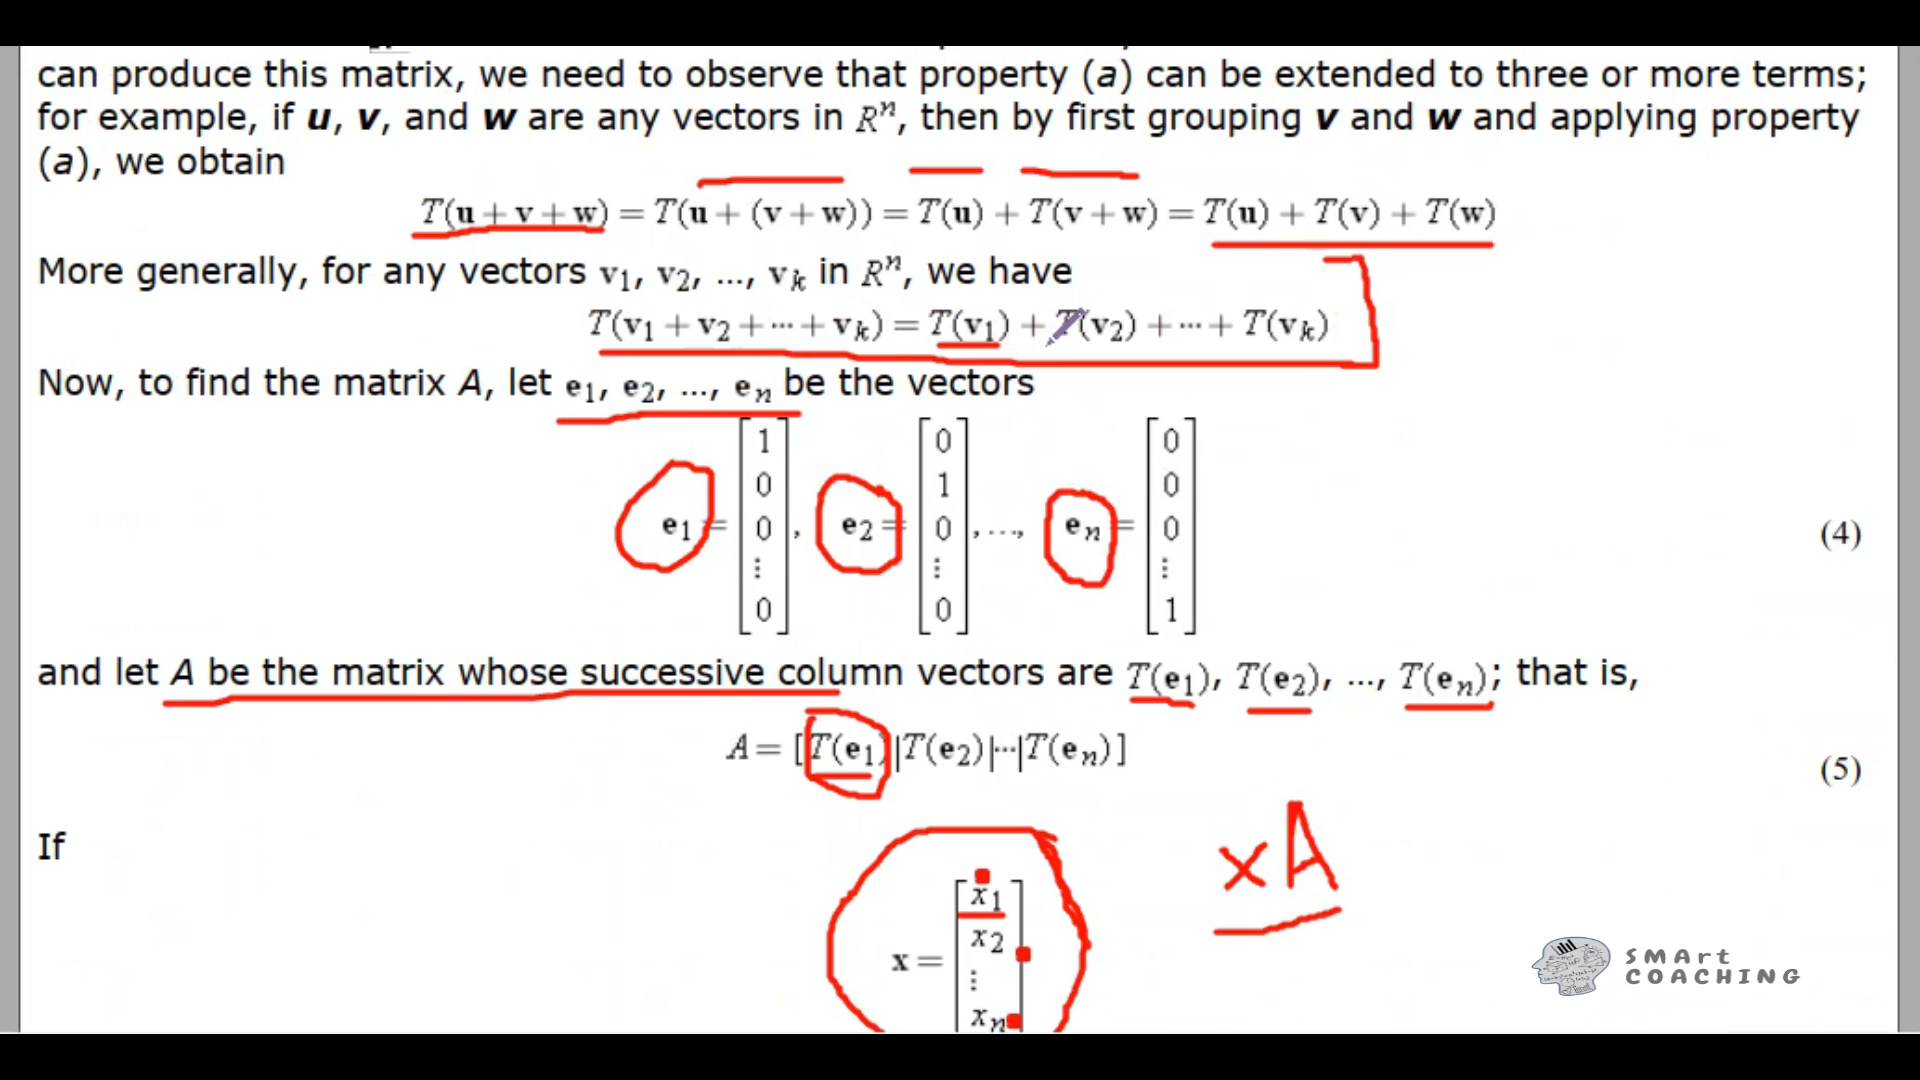 can produce this matrix, we need to observe that property (a) can be extended to three or more terms;
for example, if u, v, and w are any vectors in Rⁿ, then by first grouping v and w and applying property
(a), we obtain
T(u + v + w) = T(u + (v + w)) = T(u) + T(v + w) = T(u) + T(v) + T(w)
More generally, for any vectors v₁, v₂, ..., vₖ in Rⁿ, we have
T(v₁ + v₂ + ··· + vₖ) = T(v₁) + T(v₂) + ··· + T(vₖ)
Now, to find the matrix A, let e₁, e₂, ..., eₙ be the vectors
e₁ = [1 0 0 ⋮ 0], e₂ = [0 1 0 ⋮ 0], ..., eₙ = [0 0 0 ⋮ 1] (4)
and let A be the matrix whose successive column vectors are T(e₁), T(e₂), ..., T(eₙ); that is,
A = [T(e₁)|T(e₂)|···|T(eₙ)] (5)
If
x A
x = [x₁ x₂ ⋮ xₙ]
SMArt
COACHING